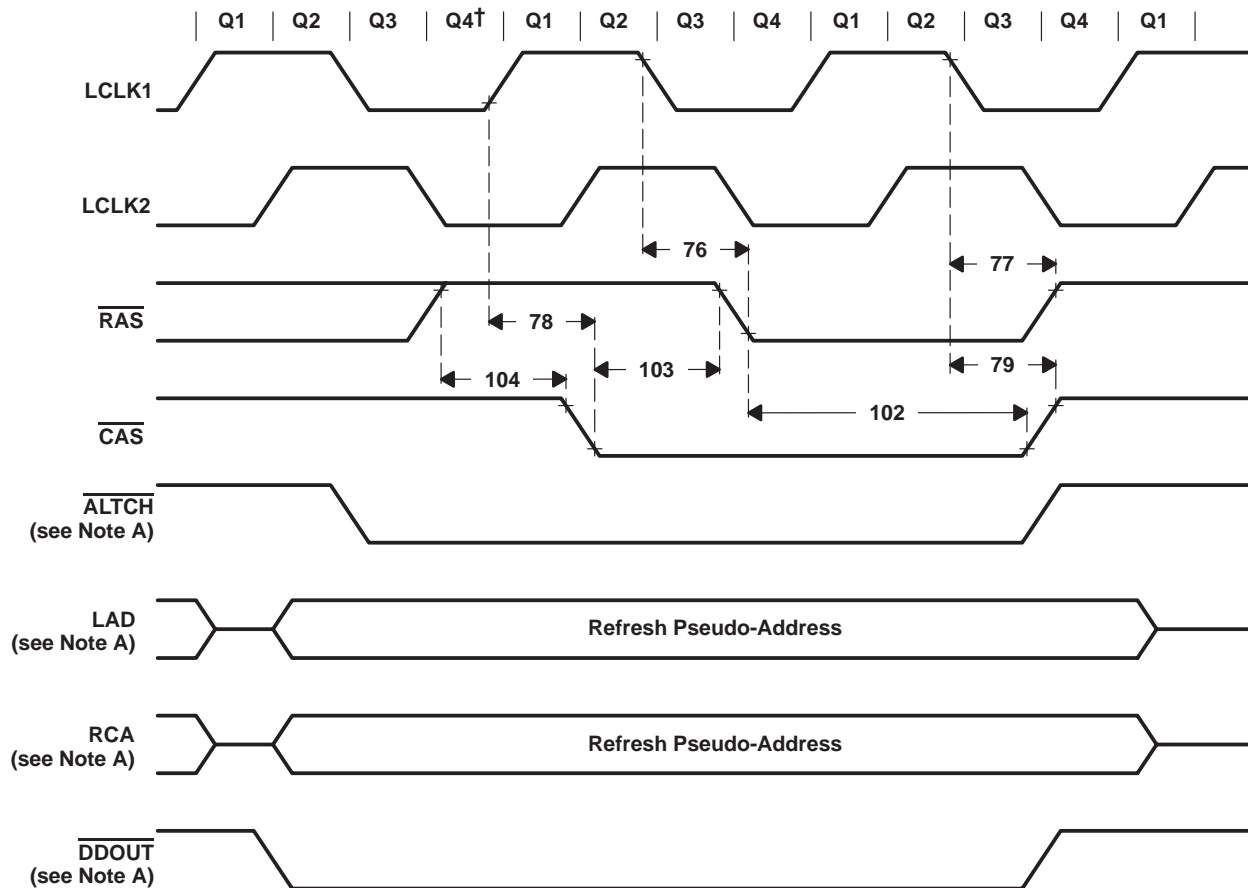 Q1 Q2 Q3 Q4† Q1 Q2 Q3 Q4 Q1 Q2 Q3 Q4 Q1
LCLK1
LCLK2
76 77
RAS
78
103 79
104
102
CAS
ALTCH
(see Note A)
LAD
(see Note A)
Refresh Pseudo-Address
RCA
(see Note A)
Refresh Pseudo-Address
DDOUT
(see Note A)